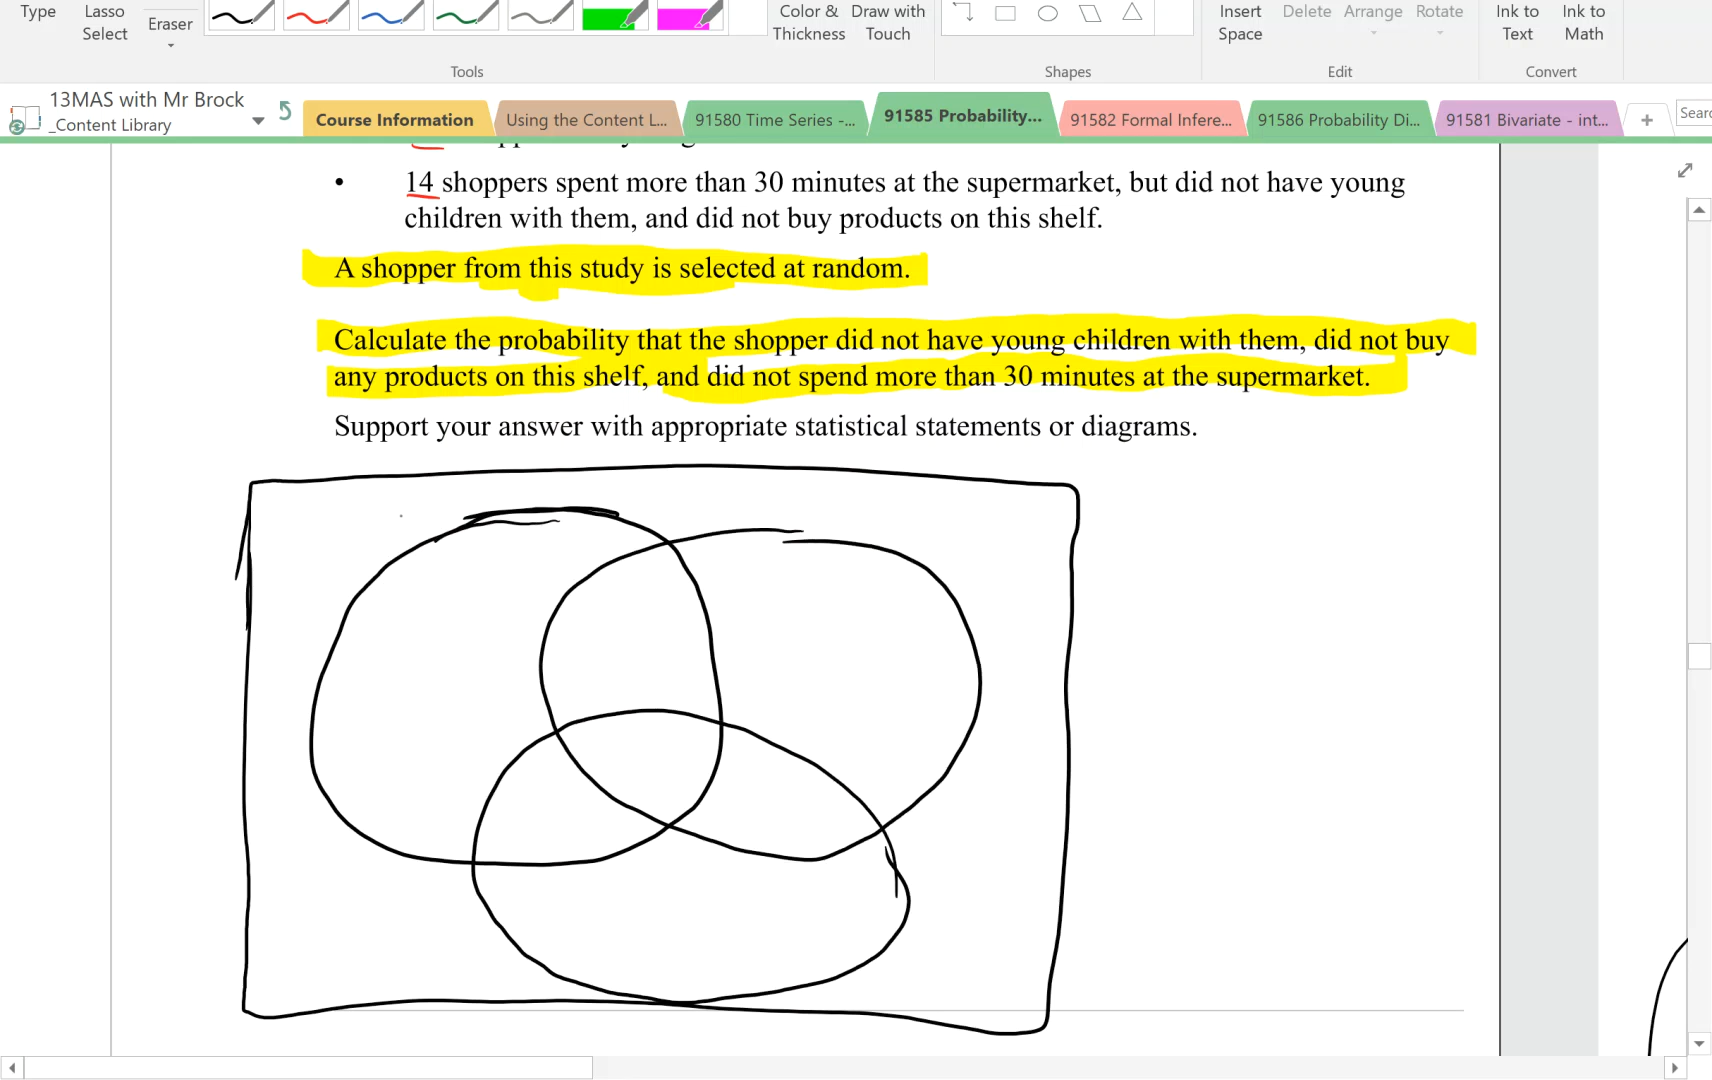 Type
Lasso
Select
Eraser
Color &
Thickness
Draw with
Touch
Insert
Space
Delete
Arrange
Rotate
Ink to
Text
Ink to
Math
Tools
Shapes
Edit
Convert
13MAS with Mr Brock
_Content Library
Course Information
Using the Content L...
91580 Time Series -...
91585 Probability...
91582 Formal Infere...
91586 Probability Di...
91581 Bivariate - int...
+
Sear
• 14 shoppers spent more than 30 minutes at the supermarket, but did not have young
children with them, and did not buy products on this shelf.
A shopper from this study is selected at random.
Calculate the probability that the shopper did not have young children with them, did not buy
any products on this shelf, and did not spend more than 30 minutes at the supermarket.
Support your answer with appropriate statistical statements or diagrams.